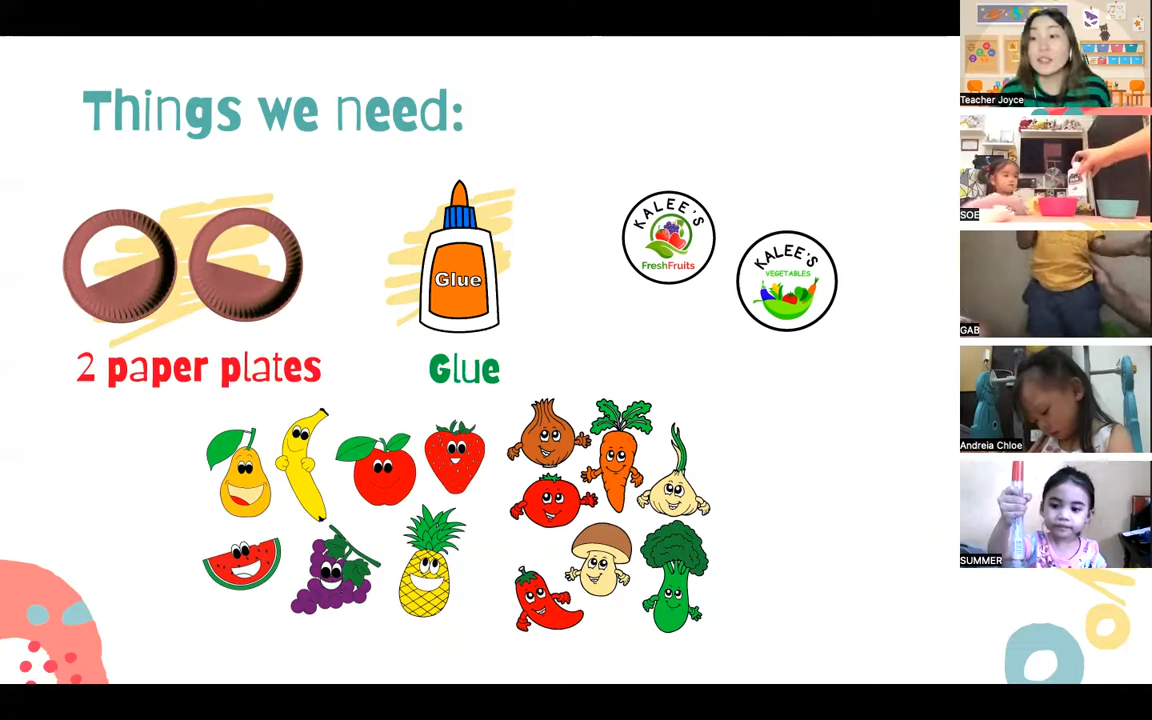 Things we need:
2 paper plates
Glue
Glue
KALEE'S
FreshFruits
KALEE'S
VEGETABLES
Teacher Joyce
SOE
GAB
Andreia Chloe
SUMMER